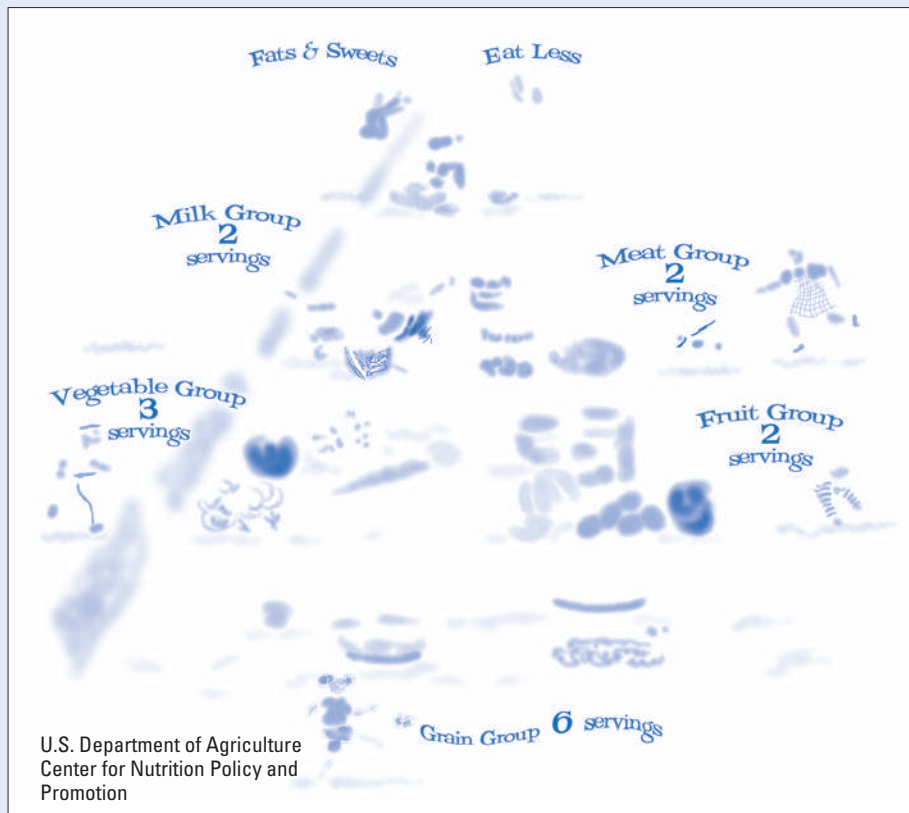 Fats & Sweets
Eat Less
Milk Group
2
servings
Meat Group
2
servings
Vegetable Group
3
servings
Fruit Group
2
servings
Grain Group 6 servings
U.S. Department of Agriculture
Center for Nutrition Policy and
Promotion